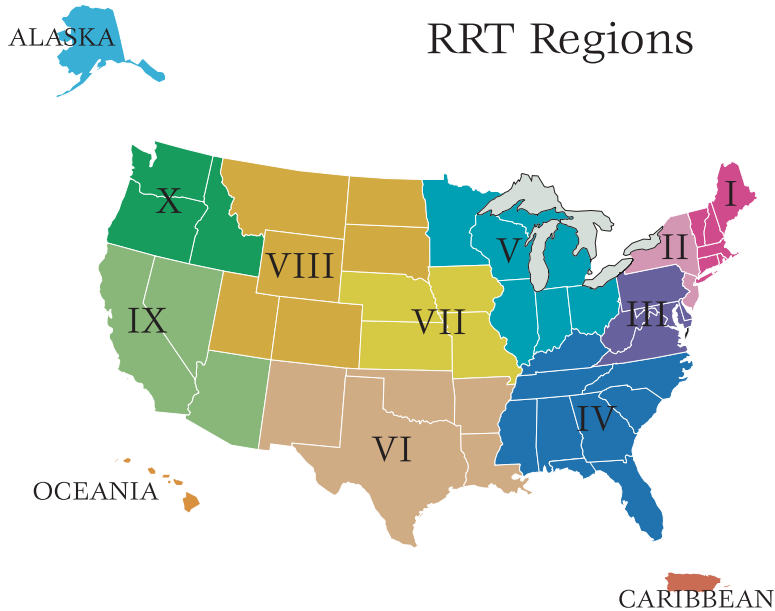 RRT Regions
ALASKA
I
X
II
V
VIII
III
IX
VII
IV
VI
OCEANIA
CARIBBEAN